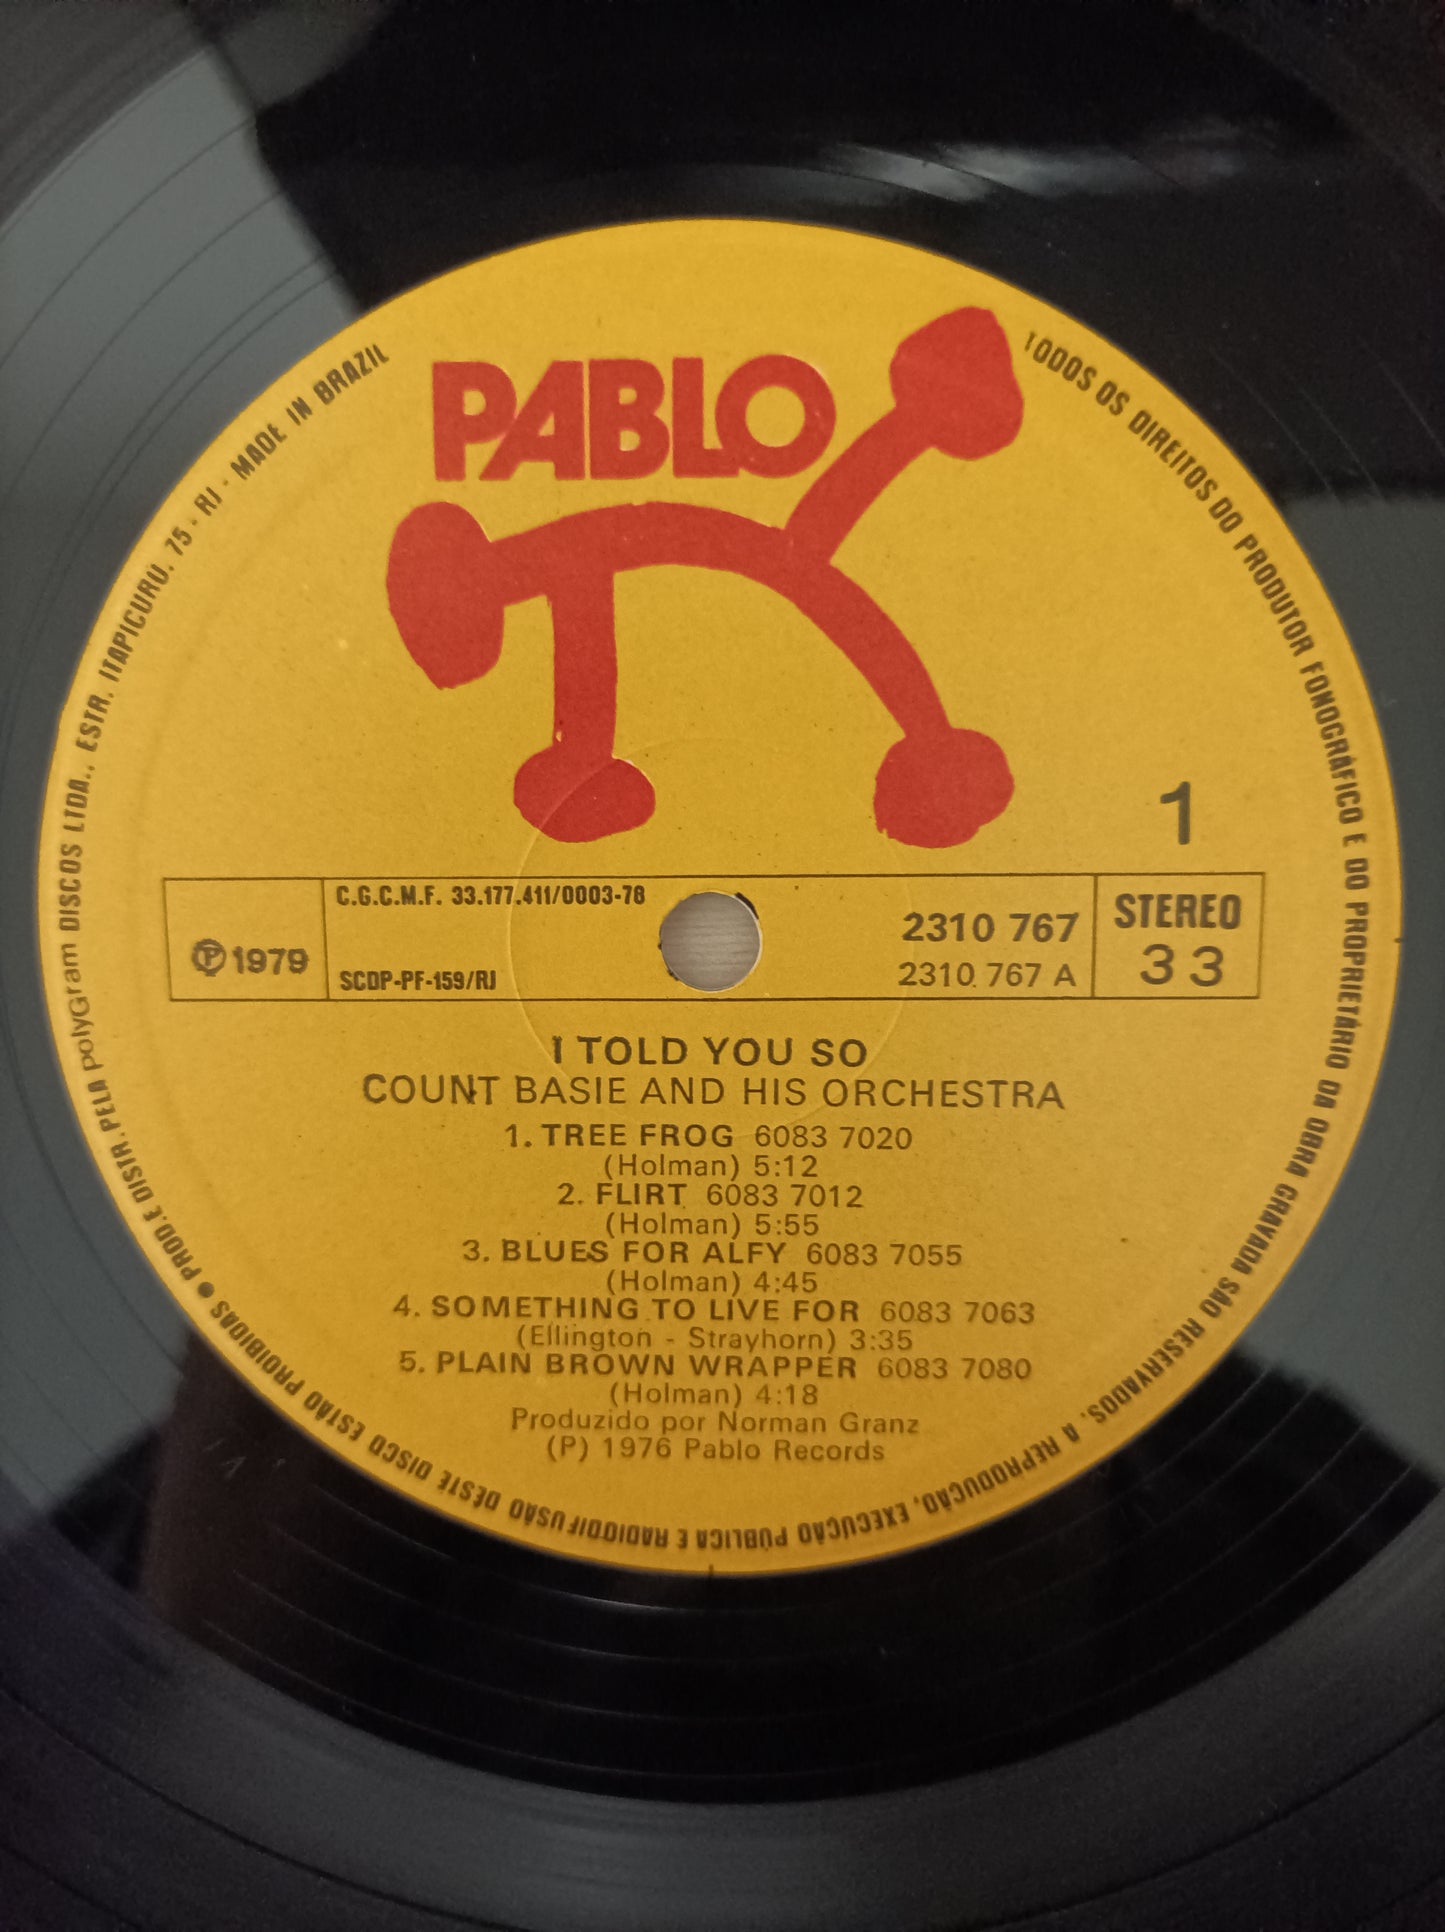 PABLO
1
C.G.C.M.F. 33.177.411/0003-78
2310 767
STEREO
℗ 1979
SCDP-PF-159/RJ
2310 767 A
33
I TOLD YOU SO
COUNT BASIE AND HIS ORCHESTRA
1. TREE FROG 6083 7020
(Holman) 5:12
2. FLIRT 6083 7012
(Holman) 5:55
3. BLUES FOR ALFY 6083 7055
(Holman) 4:45
4. SOMETHING TO LIVE FOR 6083 7063
(Ellington - Strayhorn) 3:35
5. PLAIN BROWN WRAPPER 6083 7080
(Holman) 4:18
Produzido por Norman Granz
(P) 1976 Pablo Records
TODOS OS DIREITOS DO PRODUTOR FONOGRÁFICO E DO PROPRIETÁRIO DA OBRA GRAVADA SÃO RESERVADOS. A REPRODUÇÃO, EXECUÇÃO PÚBLICA E RADIODIFUSÃO DESTE DISCO ESTÃO PROIBIDAS ● PROD. E DISTR. PELA PolyGram DISCOS LTDA.. ESTR. ITAPICURU. 75 - RJ - MADE IN BRAZIL